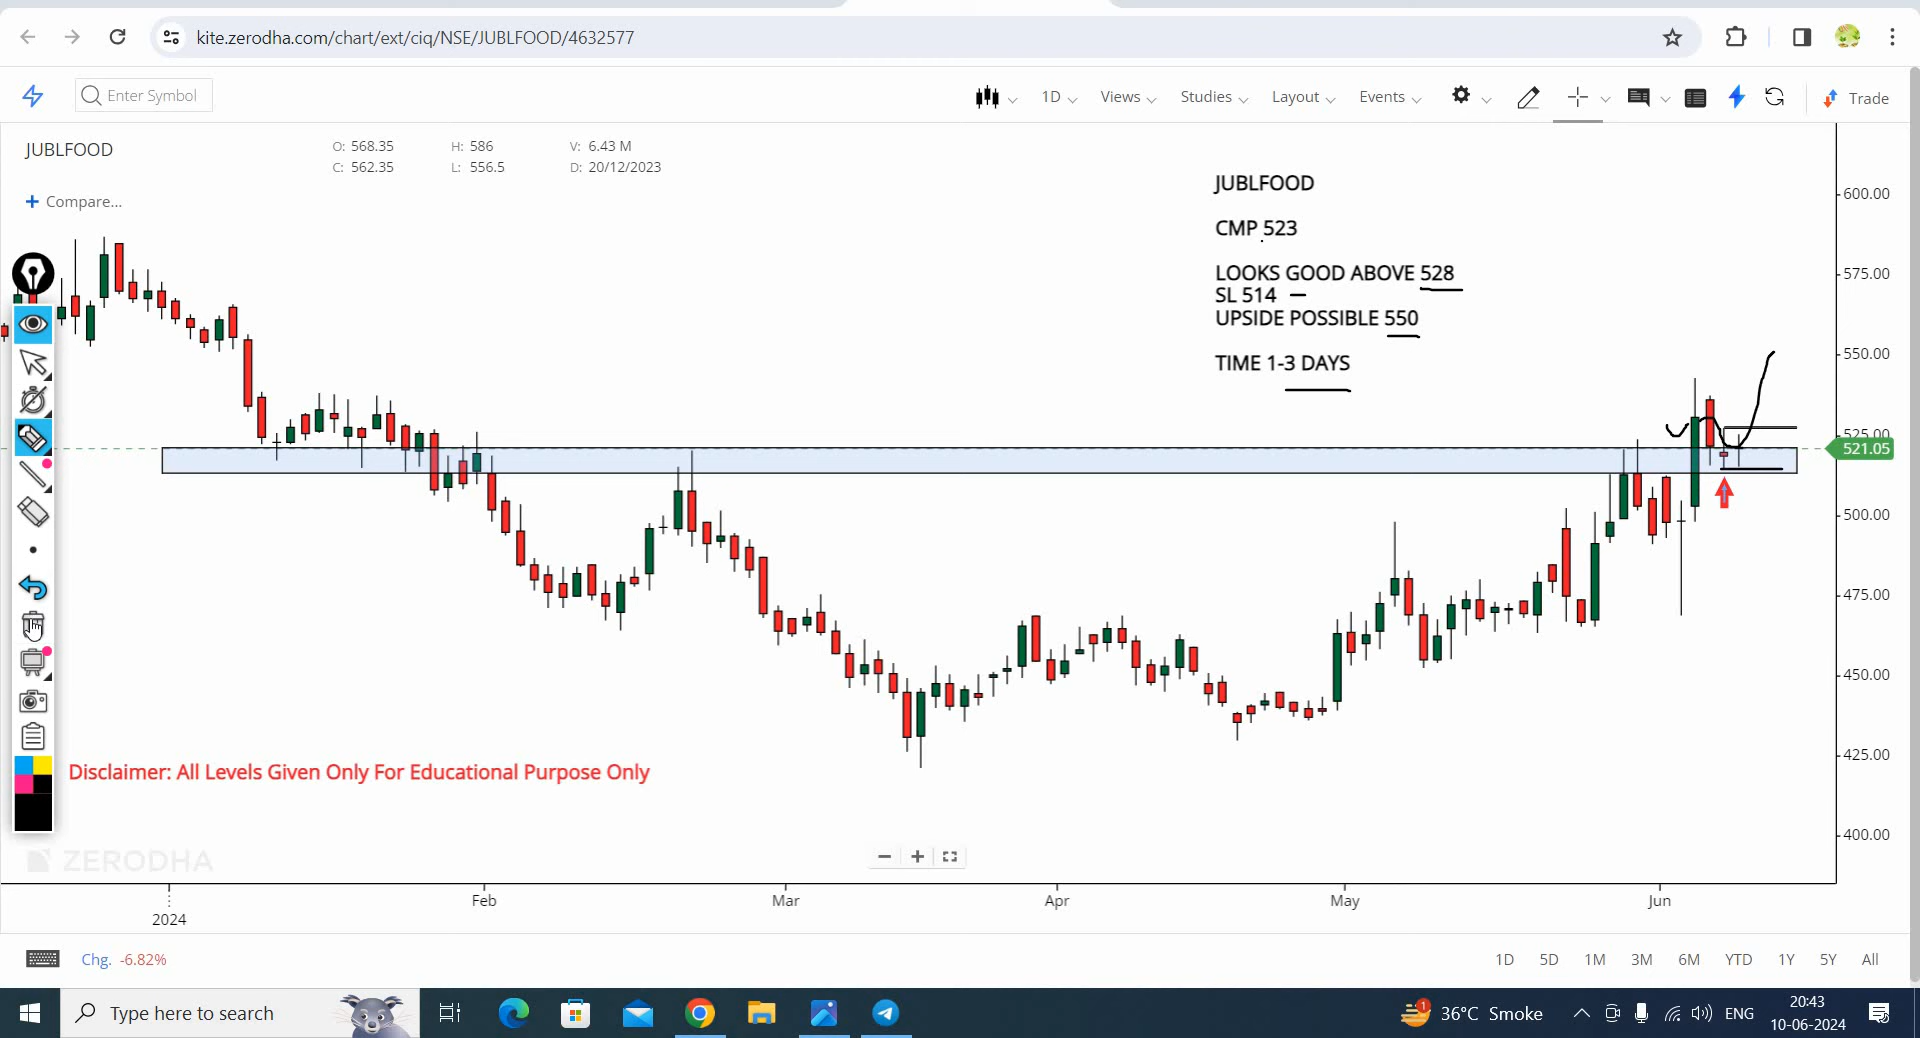 kite.zerodha.com/chart/ext/ciq/NSE/JUBLFOOD/4632577
Enter Symbol
1D
Views
Studies
Layout
Events
Trade
JUBLFOOD
O: 568.35 H: 586 V: 6.43 M
C: 562.35 L: 556.5 D: 20/12/2023
+ Compare...
JUBLFOOD
CMP 523
LOOKS GOOD ABOVE 528
SL 514
UPSIDE POSSIBLE 550
TIME 1-3 DAYS
600.00
575.00
550.00
525.00
521.05
500.00
475.00
450.00
425.00
400.00
Disclaimer: All Levels Given Only For Educational Purpose Only
ZERODHA
2024
Feb
Mar
Apr
May
Jun
Chg. -6.82%
1D 5D 1M 3M 6M YTD 1Y 5Y All
Type here to search
1
36°C Smoke
ENG
20:43
10-06-2024